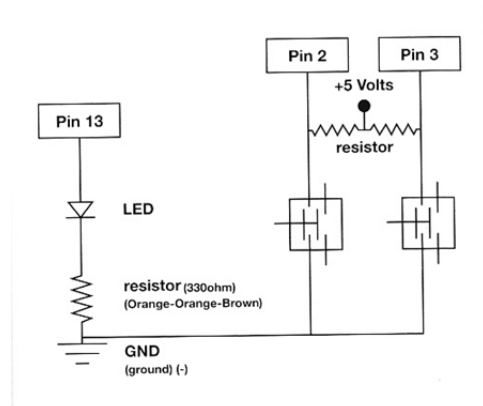 Pin 2
Pin 3
+5 Volts
Pin 13
resistor
LED
resistor (330ohm)
(Orange-Orange-Brown)
GND
(ground) (-)